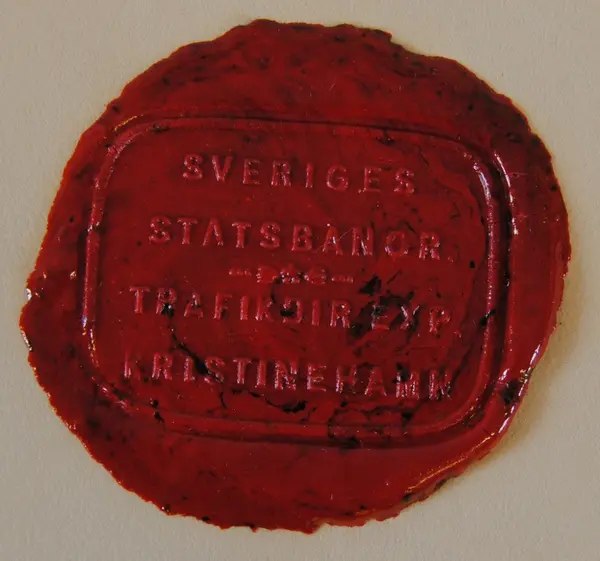 SVERIGES
STATSBANOR.
TRAFIKDIR.EXP.
KRISTINEHAMN